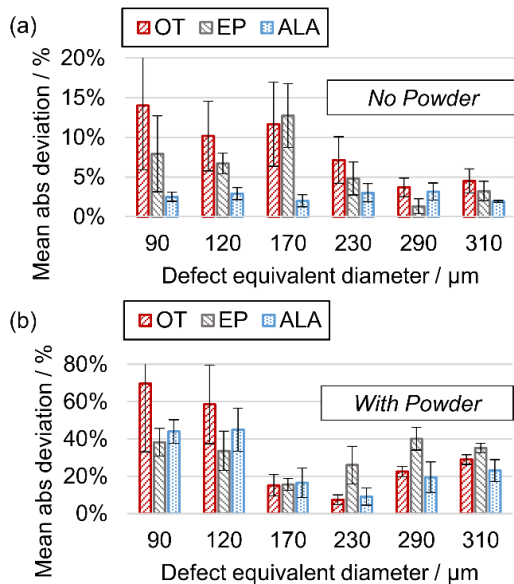 (a)
OT EP ALA
Mean abs deviation / %
20%
15%
10%
5%
0%
No Powder
90 120 170 230 290 310
Defect equivalent diameter / µm
(b)
OT EP ALA
Mean abs deviation / %
80%
60%
40%
20%
0%
With Powder
90 120 170 230 290 310
Defect equivalent diameter / µm